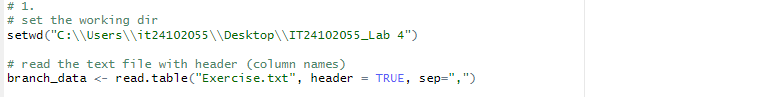 # 1.
# set the working dir
setwd("C:\\Users\\it24102055\\Desktop\\IT24102055_Lab 4")
# read the text file with header (column names)
branch_data <- read.table("Exercise.txt", header = TRUE, sep=",")